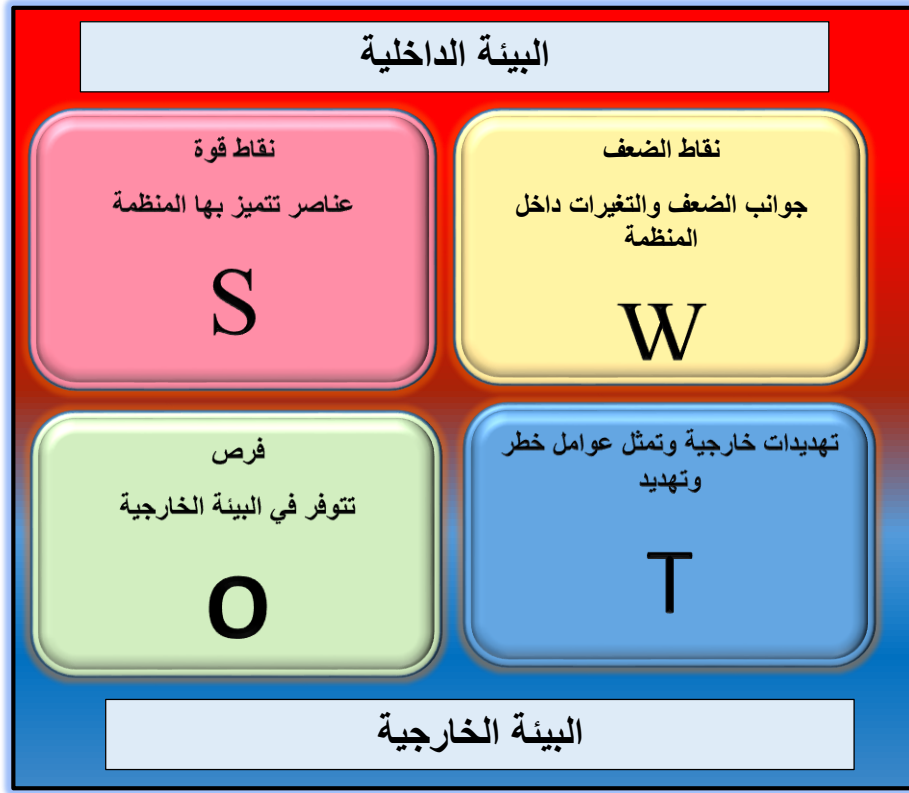 البيئة الداخلية
نقاط قوة
عناصر تتميز بها المنظمة
S
نقاط الضعف
جوانب الضعف والتغيرات داخل
المنظمة
W
فرص
تتوفر في البيئة الخارجية
O
تهديدات خارجية وتمثل عوامل خطر
وتهديد
T
البيئة الخارجية